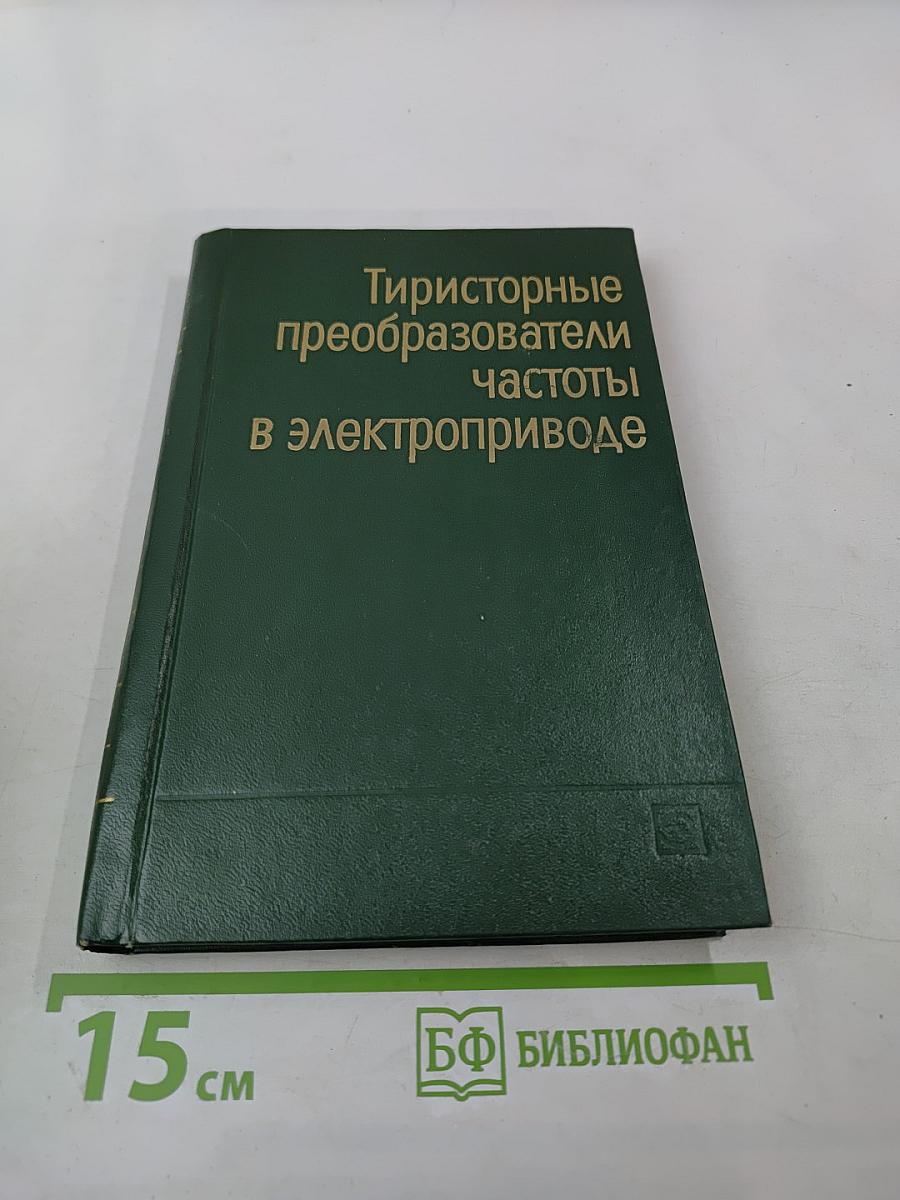 Тиристорные
преобразователи
частоты
в электроприводе
15 см
БФ БИБЛИОФАН